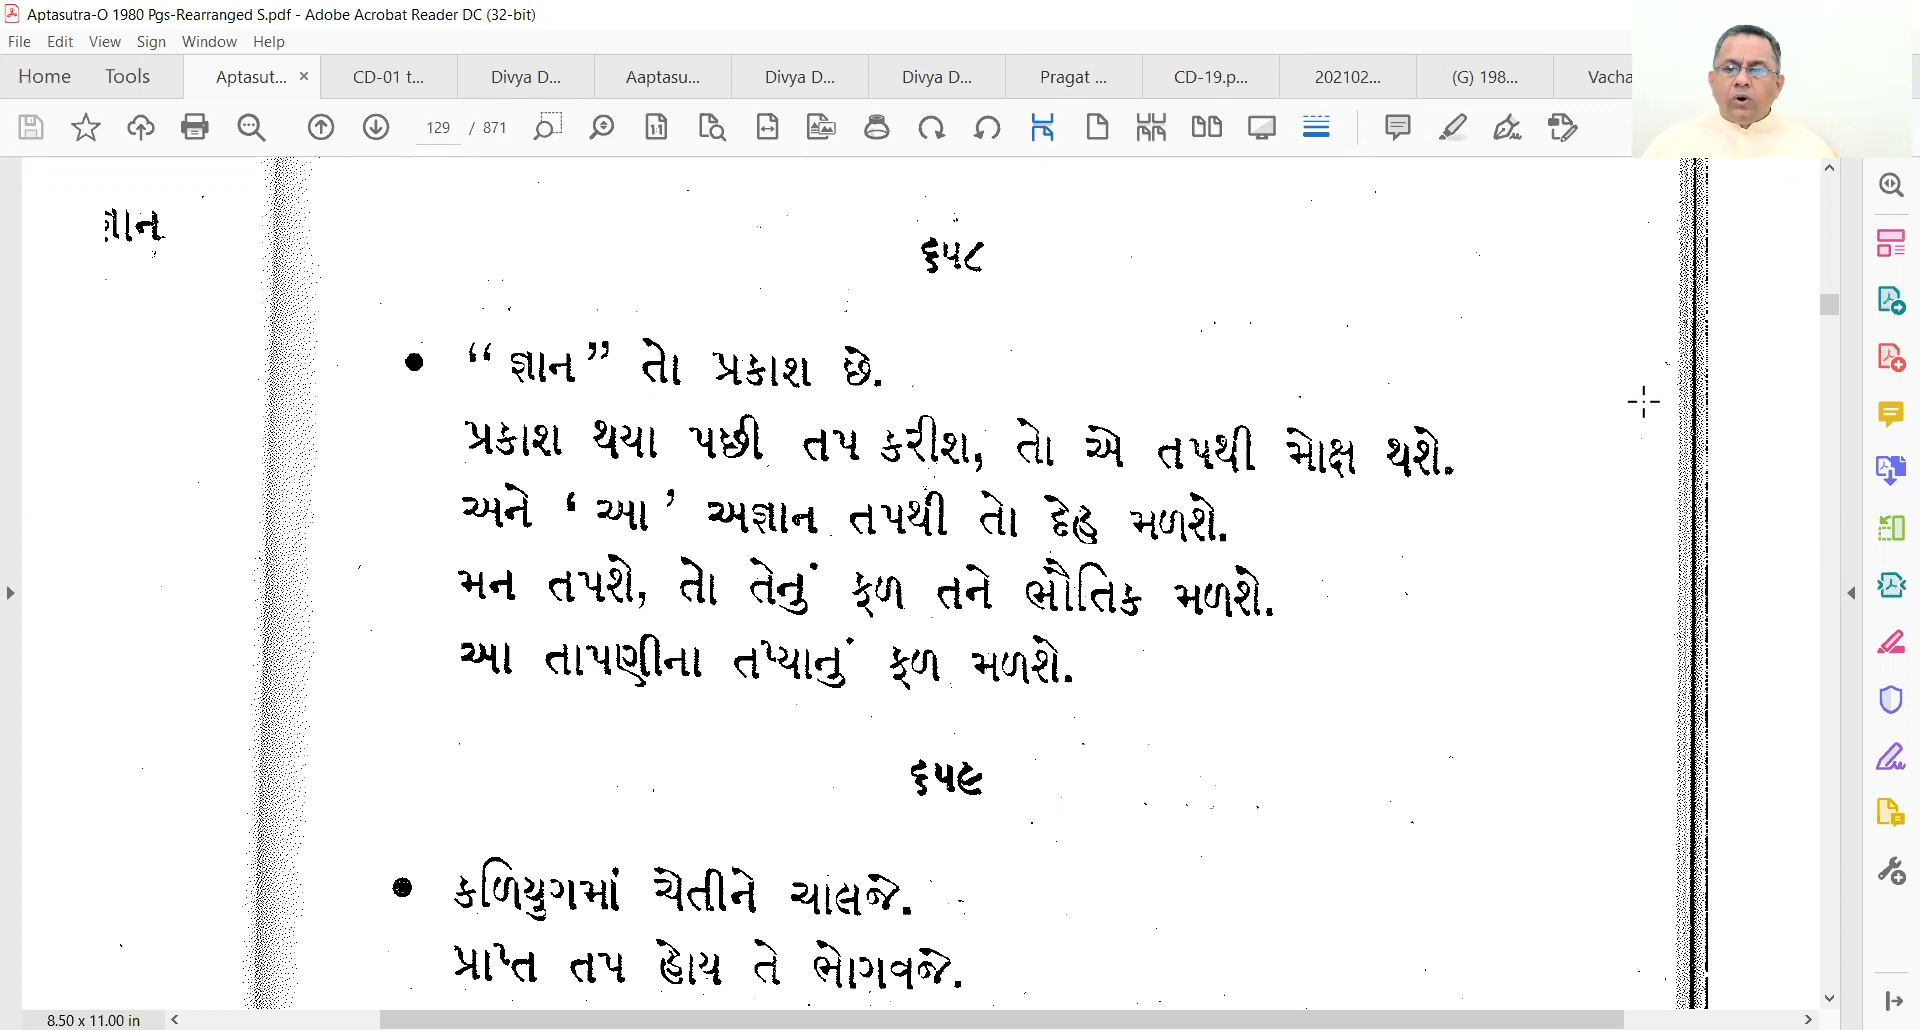 Aptasutra-O 1980 Pgs-Rearranged S.pdf - Adobe Acrobat Reader DC (32-bit)
File Edit View Sign Window Help
Home Tools Aptasut... × CD-01 t... Divya D... Aaptasu... Divya D... Divya D... Pragat ... CD-19.p... 202102... (G) 198... Vacha
129 / 871
૬૫૮
• “જ્ઞાન” તો પ્રકાશ છે.
પ્રકાશ થયા પછી તપ કરીશ, તો એ તપથી મોક્ષ થશે.
અને ‘ આ ’ અજ્ઞાન તપથી તો દેહ મળશે.
મન તપશે, તો તેનું ફળ તને ભૌતિક મળશે.
આ તાપણીના તપ્યાનું ફળ મળશે.
૬૫૯
• કળિયુગમાં ચેતીને ચાલજે.
પ્રાપ્ત તપ હોય તે ભોગવજે.
8.50 x 11.00 in